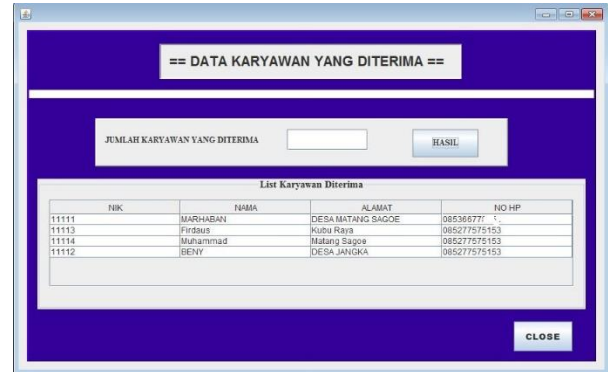 == DATA KARYAWAN YANG DITERIMA ==
JUMLAH KARYAWAN YANG DITERIMA HASIL
List Karyawan Diterima
NIK NAMA ALAMAT NO HP
11111 MARHABAN DESA MATANG SAGOE
11113 Firdaus Kubu Raya 085277575153
11114 Muhammad Matang Sagoe 085277575153
11112 BENY DESA JANGKA 085277575153
CLOSE